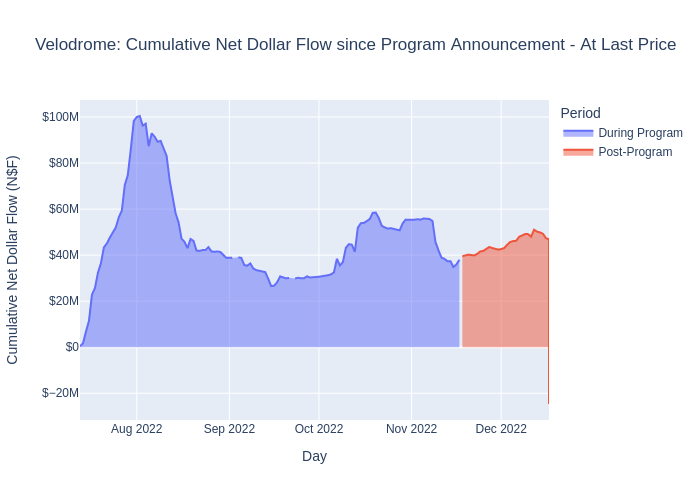 Velodrome: Cumulative Net Dollar Flow since Program Announcement - At Last Price
Cumulative Net Dollar Flow (N$F)
$100M
$80M
$60M
$40M
$20M
$0
$−20M
Aug 2022
Sep 2022
Oct 2022
Nov 2022
Dec 2022
Day
Period
During Program
Post-Program